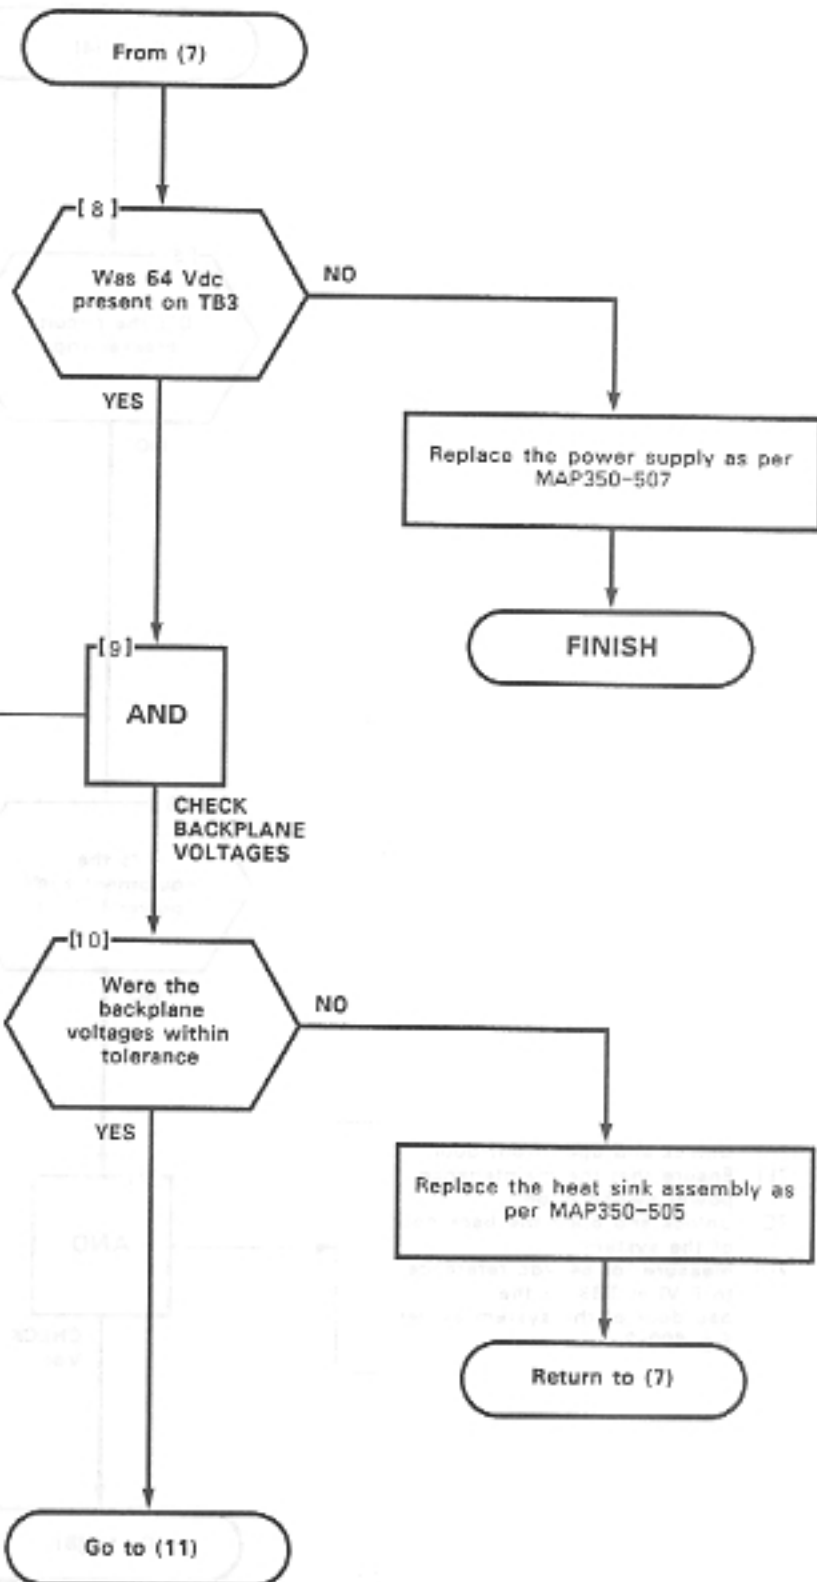 From (7)
[8]
Was 64 Vdc
present on TB3
NO
YES
Replace the power supply as per
MAP350-507
FINISH
[9]
AND
CHECK
BACKPLANE
VOLTAGES
[10]
Were the
backplane
voltages within
tolerance
NO
YES
Replace the heat sink assembly as
per MAP350-505
Return to (7)
Go to (11)